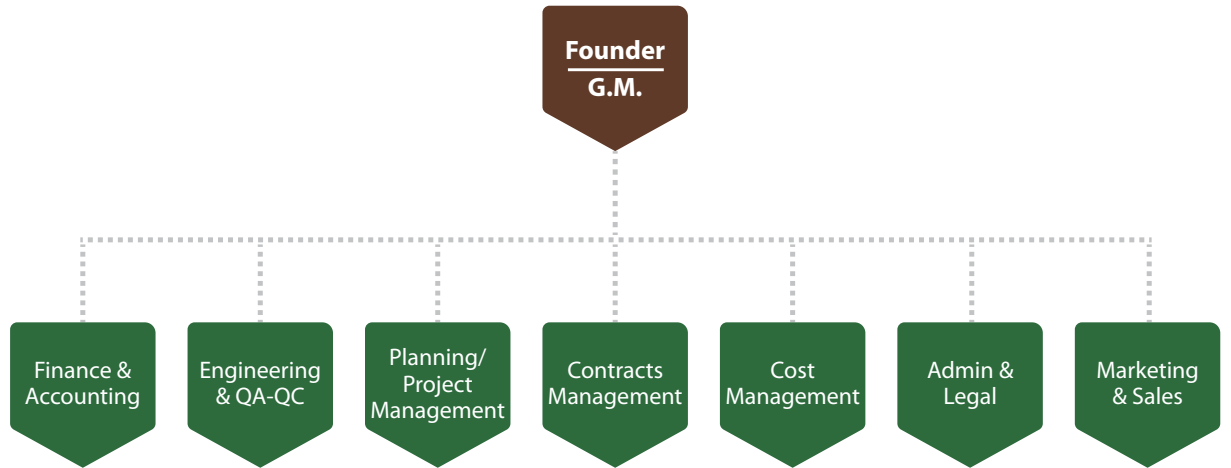 Founder
G.M.
Finance &
Accounting
Engineering
& QA-QC
Planning/
Project
Management
Contracts
Management
Cost
Management
Admin &
Legal
Marketing
& Sales